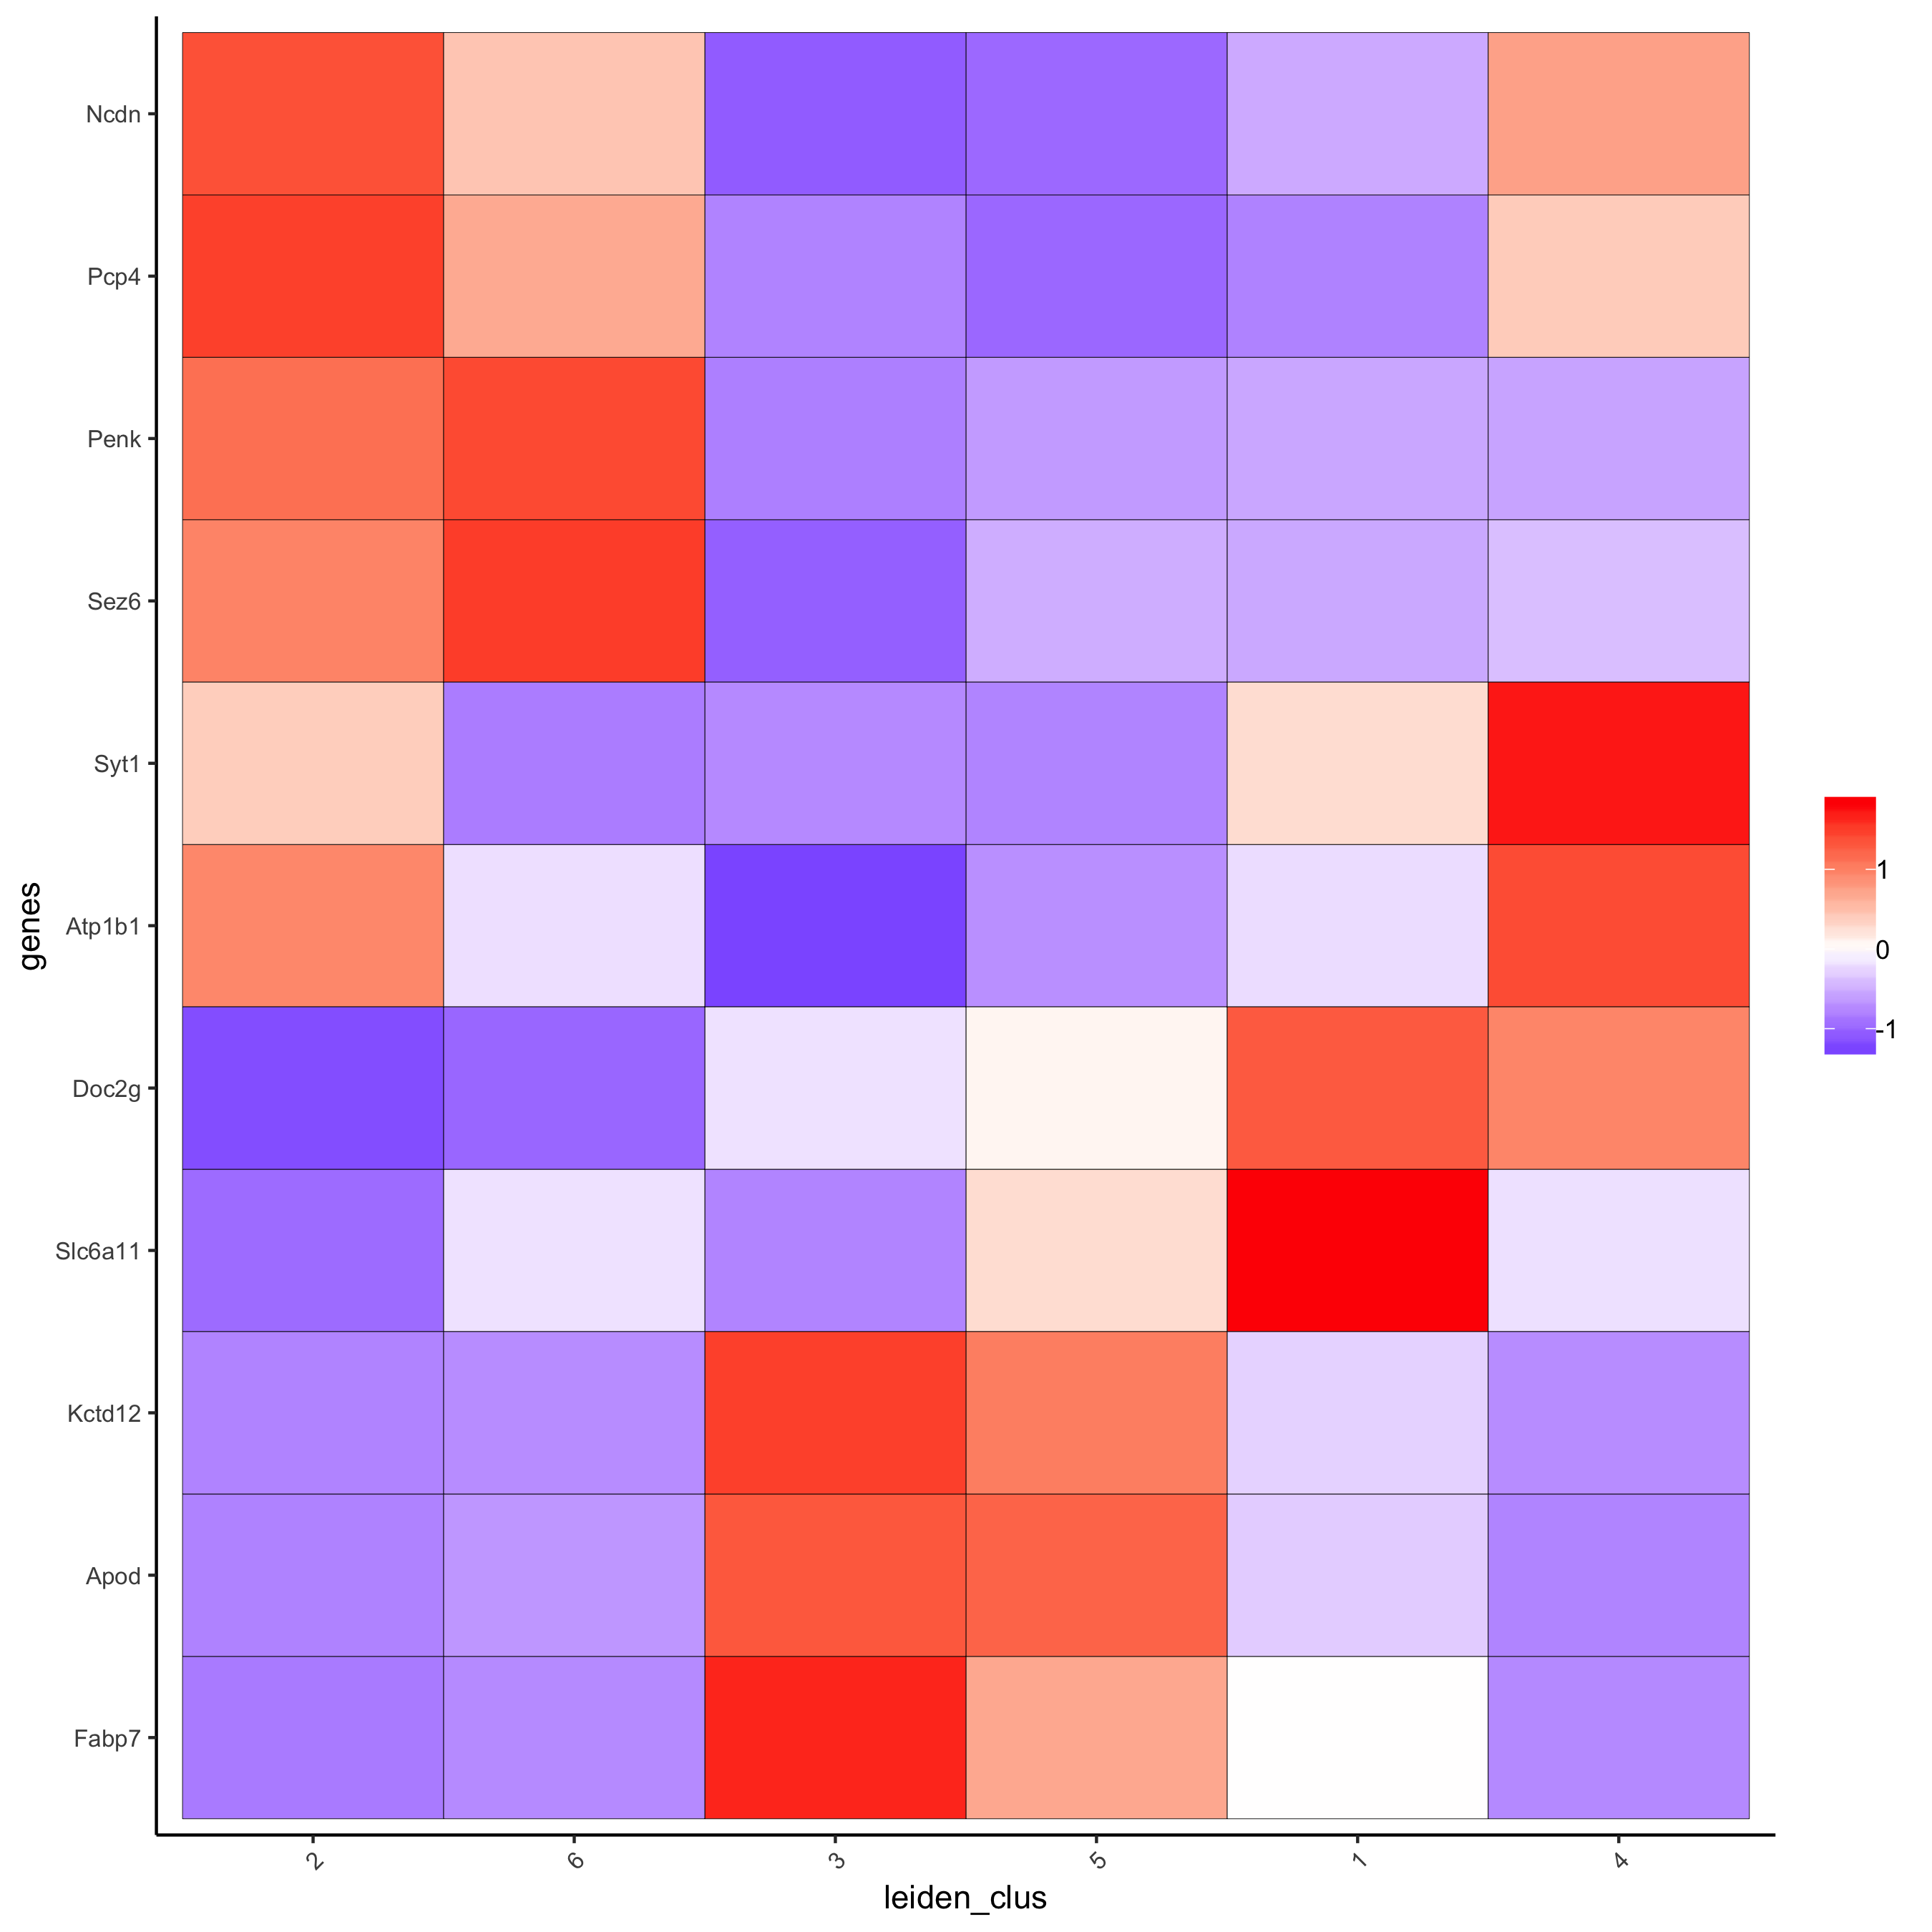 genes
Ncdn
Pcp4
Penk
Sez6
Syt1
Atp1b1
Doc2g
Slc6a11
Kctd12
Apod
Fabp7
2 6 3 5 1 4
leiden_clus
1
0
-1